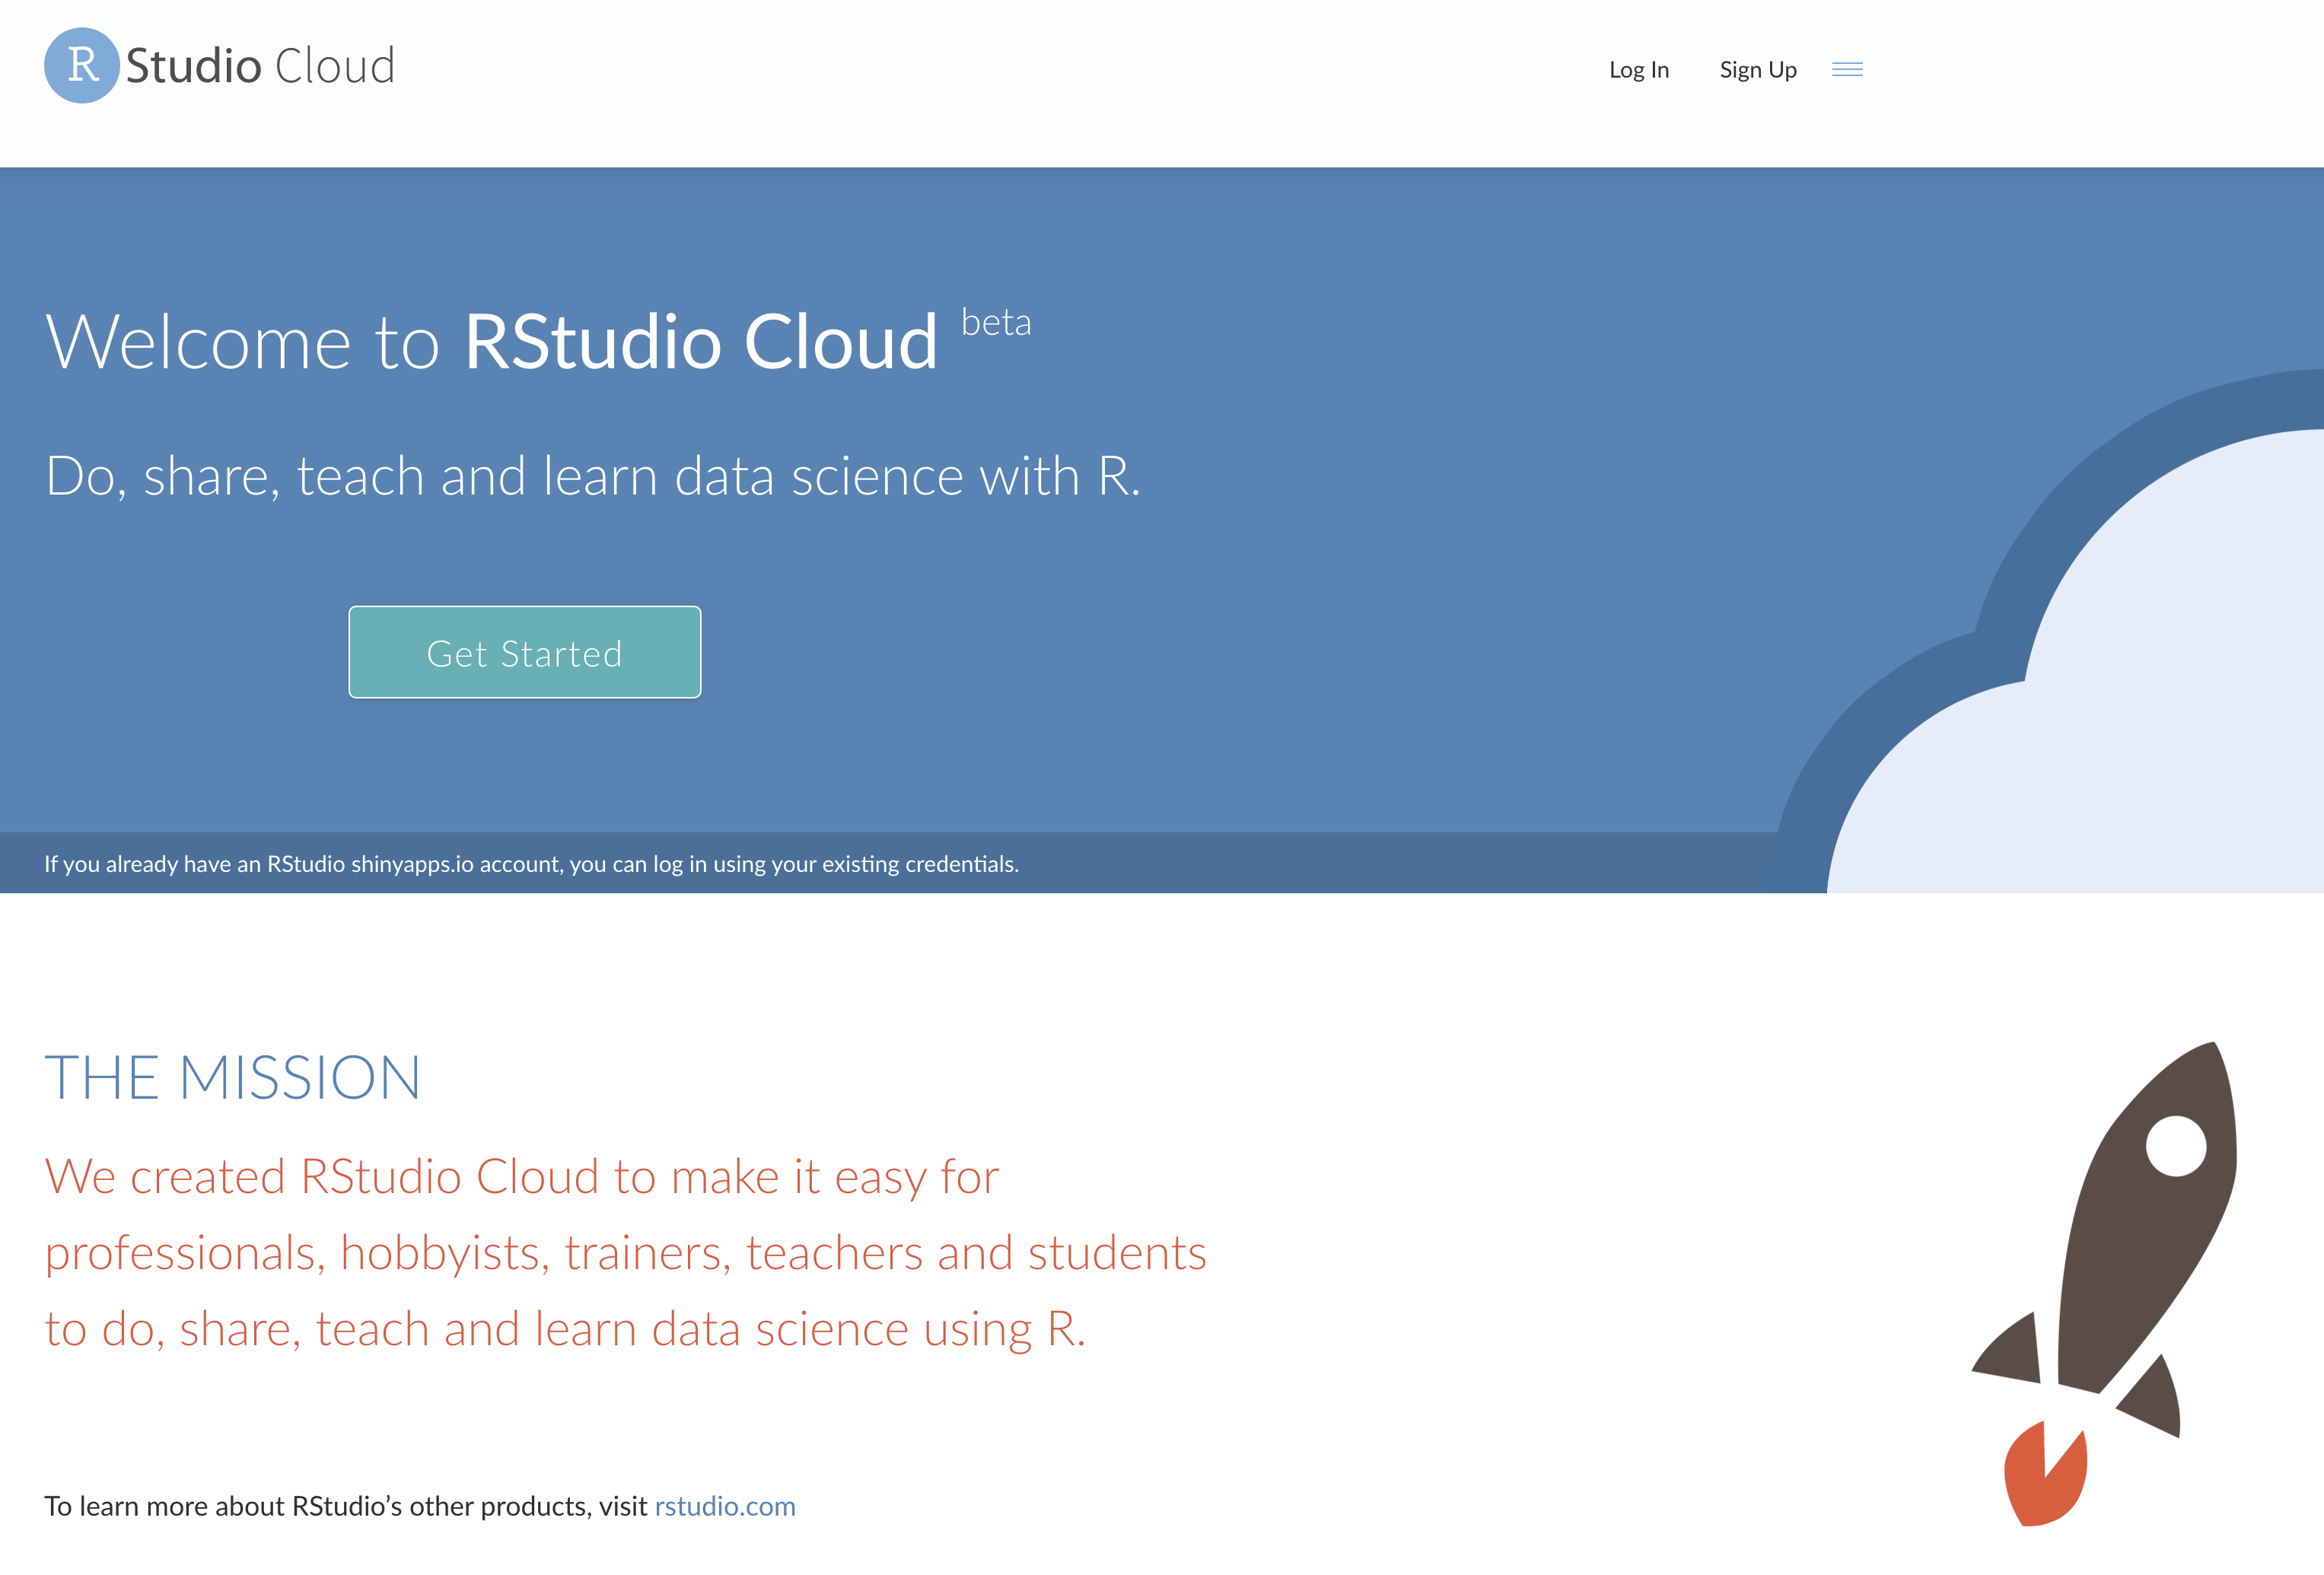 R Studio Cloud
Log In Sign Up
Welcome to RStudio Cloud beta
Do, share, teach and learn data science with R.
Get Started
If you already have an RStudio shinyapps.io account, you can log in using your existing credentials.
THE MISSION
We created RStudio Cloud to make it easy for
professionals, hobbyists, trainers, teachers and students
to do, share, teach and learn data science using R.
To learn more about RStudio’s other products, visit rstudio.com